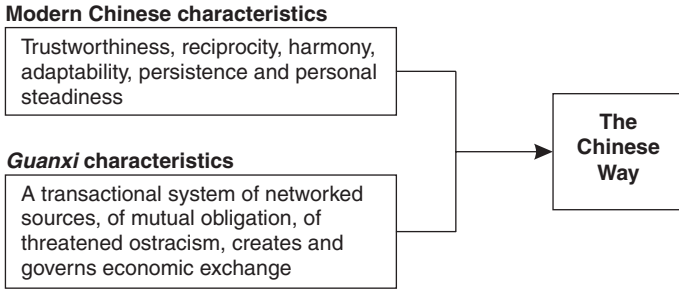 Modern Chinese characteristics
Trustworthiness, reciprocity, harmony,
adaptability, persistence and personal
steadiness
Guanxi characteristics
A transactional system of networked
sources, of mutual obligation, of
threatened ostracism, creates and
governs economic exchange
The
Chinese
Way